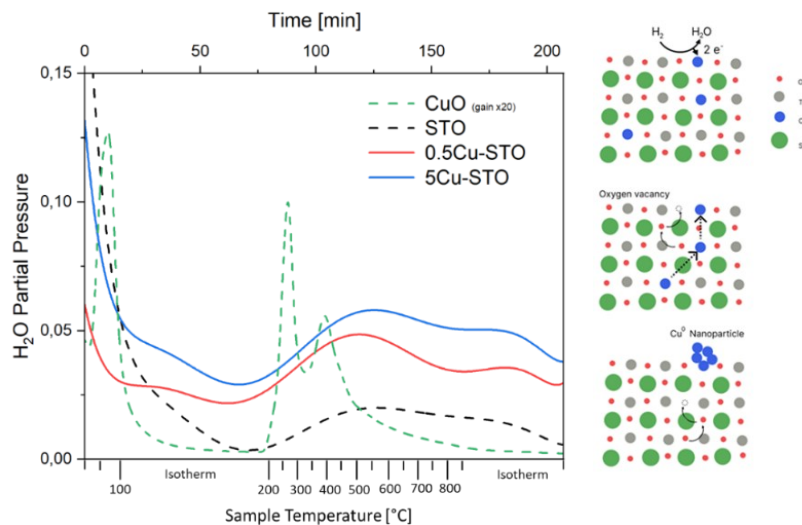 Time [min]
0 50 100 150 200
0,15
0,10
0,05
0,00
H₂O Partial Pressure
CuO (gain x20)
STO
0.5Cu-STO
5Cu-STO
Isotherm
Isotherm
100 200 300 400 500 600 700 800
Sample Temperature [°C]
H₂ H₂O
2 e⁻
Oxygen vacancy
Cu⁰ Nanoparticle